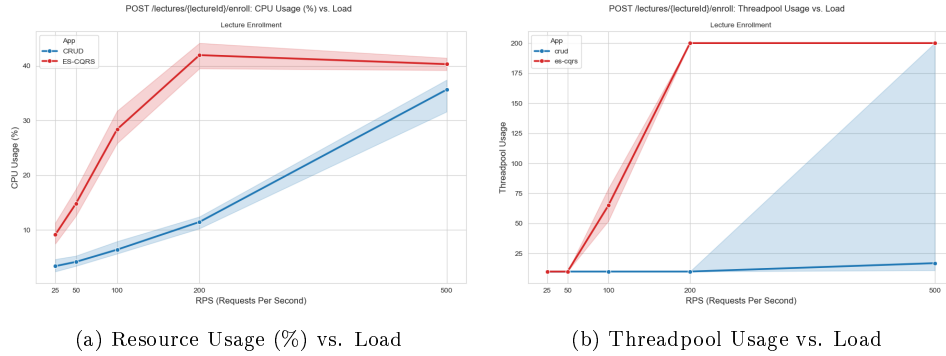 POST /lectures/{lectureId}/enroll: CPU Usage (%) vs. Load
Lecture Enrollment
App
CRUD
ES-CQRS
CPU Usage (%)
40
30
20
10
25
50
100
200
500
RPS (Requests Per Second)
(a) Resource Usage (%) vs. Load
POST /lectures/{lectureId}/enroll: Threadpool Usage vs. Load
Lecture Enrollment
App
crud
es-cqrs
Threadpool Usage
200
175
150
125
100
75
50
25
25
50
100
200
500
RPS (Requests Per Second)
(b) Threadpool Usage vs. Load